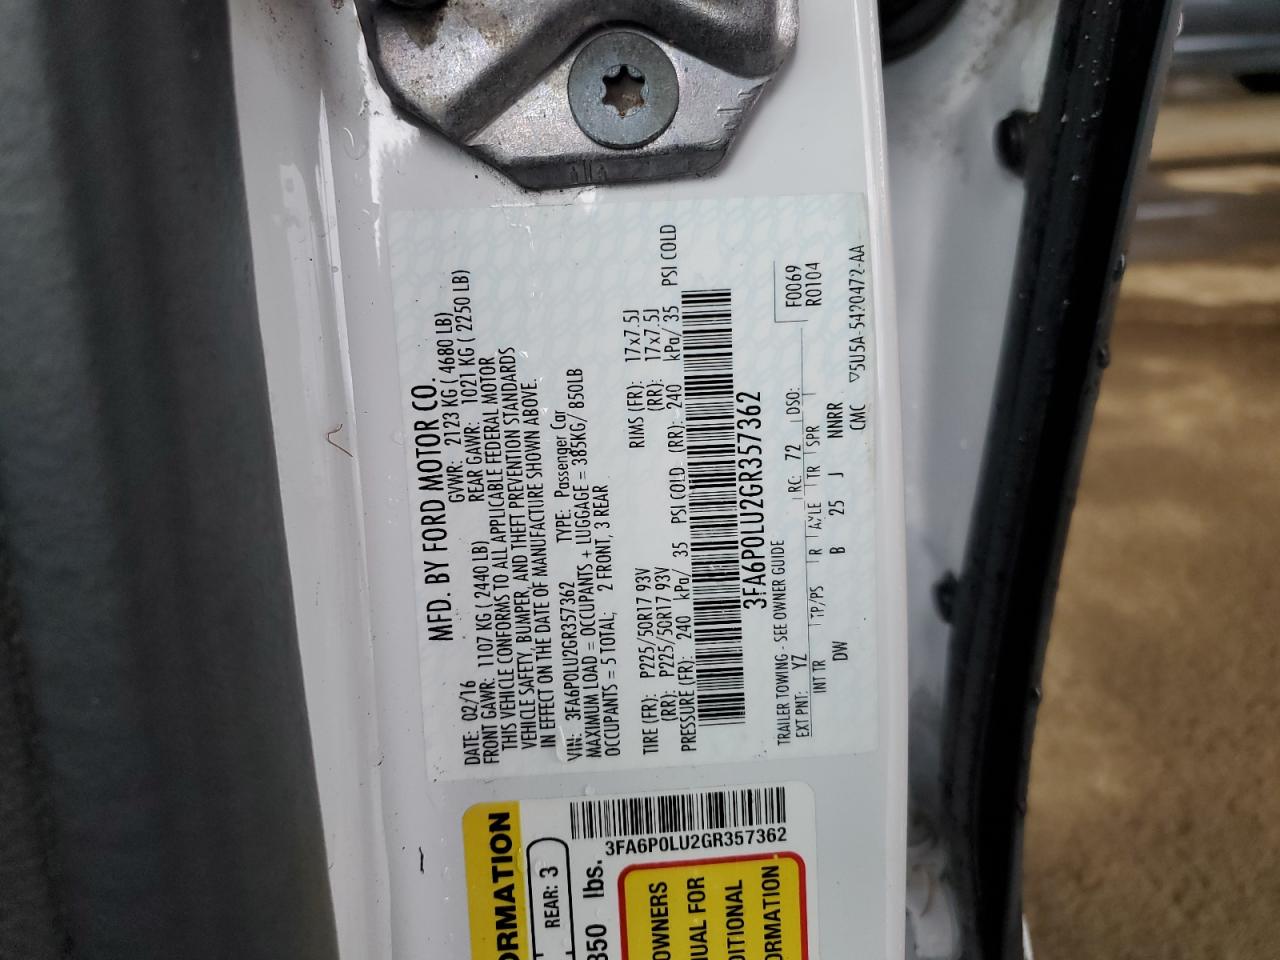 MFD. BY FORD MOTOR CO.
DATE: 02/16 GVWR: 2123 KG ( 4680 LB)
FRONT GAWR: 1107 KG ( 2440 LB) REAR GAWR: 1021 KG ( 2250 LB)
THIS VEHICLE CONFORMS TO ALL APPLICABLE FEDERAL MOTOR
VEHICLE SAFETY, BUMPER, AND THEFT PREVENTION STANDARDS
IN EFFECT ON THE DATE OF MANUFACTURE SHOWN ABOVE.
VIN: 3FA6P0LU2GR357362 TYPE: Passenger Car
MAXIMUM LOAD = OCCUPANTS + LUGGAGE = 385KG/ 850LB
OCCUPANTS = 5 TOTAL; 2 FRONT, 3 REAR
TIRE (FR): P225/50R17 93V RIMS (FR): 17x7.5J
(RR): P225/50R17 93V (RR): 17x7.5J
PRESSURE (FR): 240 kPa/ 35 PSI COLD (RR): 240 kPa/ 35 PSI COLD
3FA6P0LU2GR357362
TRAILER TOWING - SEE OWNER GUIDE F0069
EXT PNT: YZ RC: 72 DSO: R0104
INT TR TP/PS R AXLE TR SPR
DW B 25 J NNRR
CMC ▽5U5A-5420472-AA
ORMATION
REAR: 3
850 lbs.
3FA6P0LU2GR357362
OWNERS
UAL FOR
DITIONAL
ORMATION